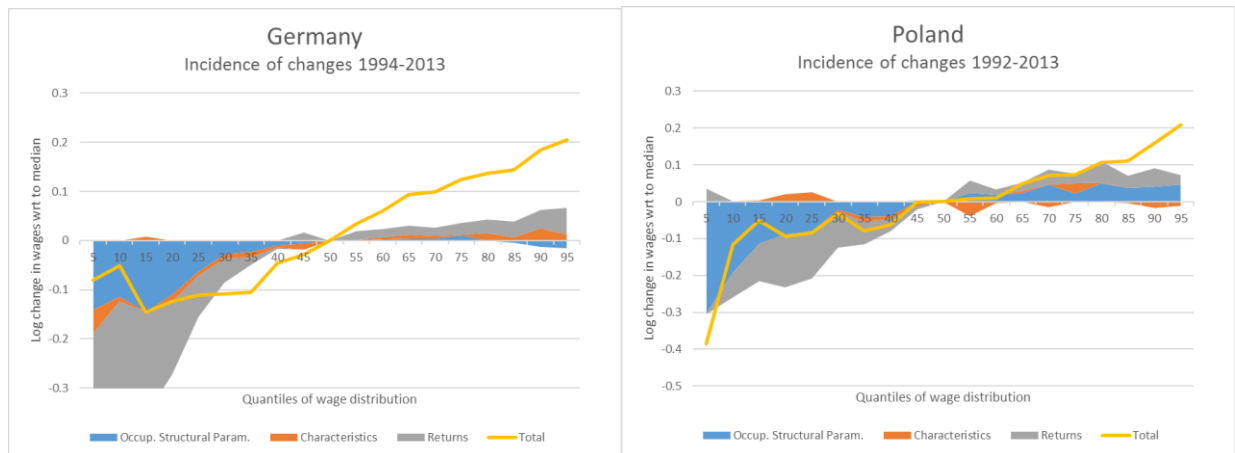 Germany
Incidence of changes 1994-2013
Log change in wages wrt to median
0.3
0.2
0.1
0
-0.1
-0.2
-0.3
5 10 15 20 25 30 35 40 45 50 55 60 65 70 75 80 85 90 95
Quantiles of wage distribution
Occup. Structural Param. Characteristics Returns Total
Poland
Incidence of changes 1992-2013
Log change in wages wrt to median
0.3
0.2
0.1
0
-0.1
-0.2
-0.3
-0.4
-0.5
5 10 15 20 25 30 35 40 45 50 55 60 65 70 75 80 85 90 95
Quantiles of wage distribution
Occup. Structural Param. Characteristics Returns Total